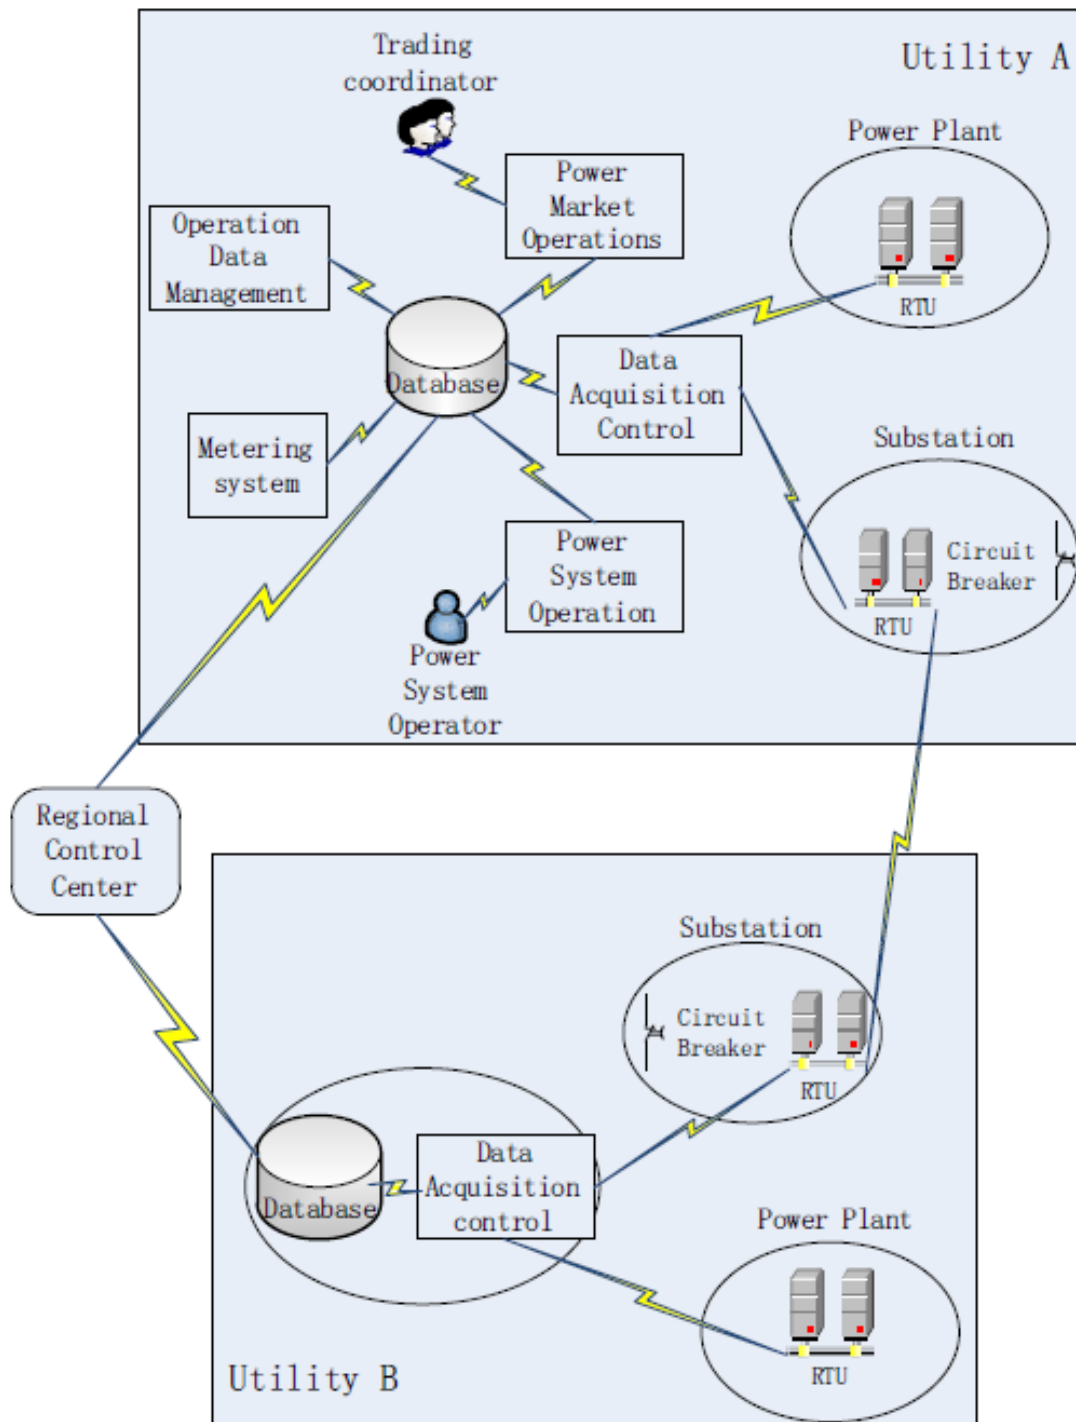 Utility A
Trading
coordinator
Power
Market
Operations
Power Plant
RTU
Operation
Data
Management
Database
Data
Acquisition
Control
Metering
system
Substation
Circuit
Breaker
RTU
Power
System
Operation
Power
System
Operator
Regional
Control
Center
Substation
Circuit
Breaker
RTU
Database
Data
Acquisition
control
Power Plant
RTU
Utility B